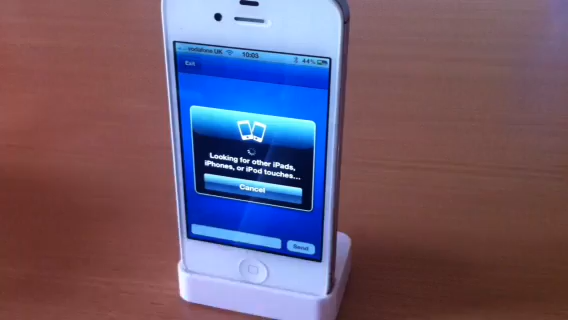 vodafone UK 10:03 44%
Exit
Looking for other iPads,
iPhones, or iPod touches...
Cancel
Send